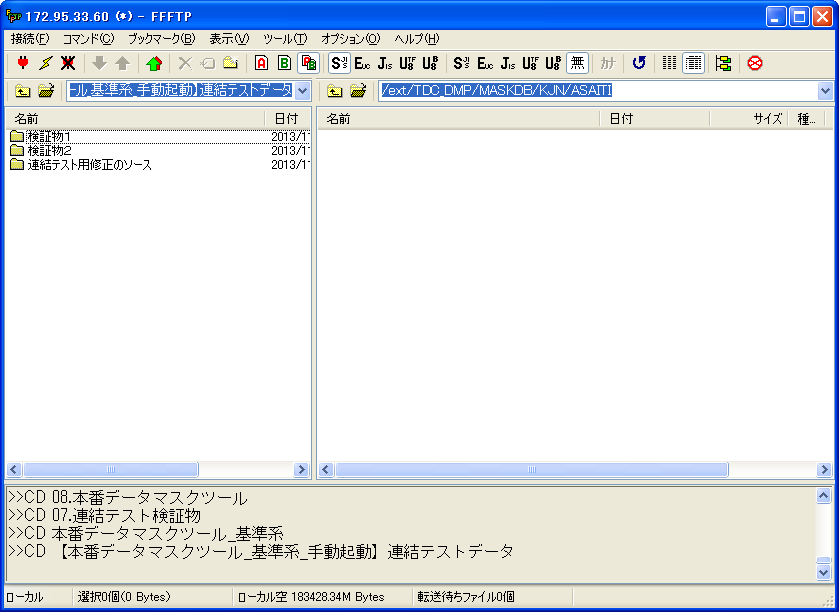 172.95.33.60 (*) - FFFTP
接続(F) コマンド(C) ブックマーク(B) 表示(V) ツール(T) オプション(O) ヘルプ(H)
A B S EUC JIS UTF8 U8 S EUC JIS UTF8 U8 無 カナ
ール_基準系_手動起動】連結テストデータ /ext/TDC_DMP/MASKDB/KJN/ASAITI
名前 日付 名前 日付 サイズ 種...
検証物1 2013/1
検証物2 2013/1
連結テスト用修正のソース 2013/1
>>CD 08.本番データマスクツール
>>CD 07.連結テスト検証物
>>CD 本番データマスクツール_基準系
>>CD 【本番データマスクツール_基準系_手動起動】連結テストデータ
ローカル 選択0個(0 Bytes) ローカル空 183428.34M Bytes 転送待ちファイル0個